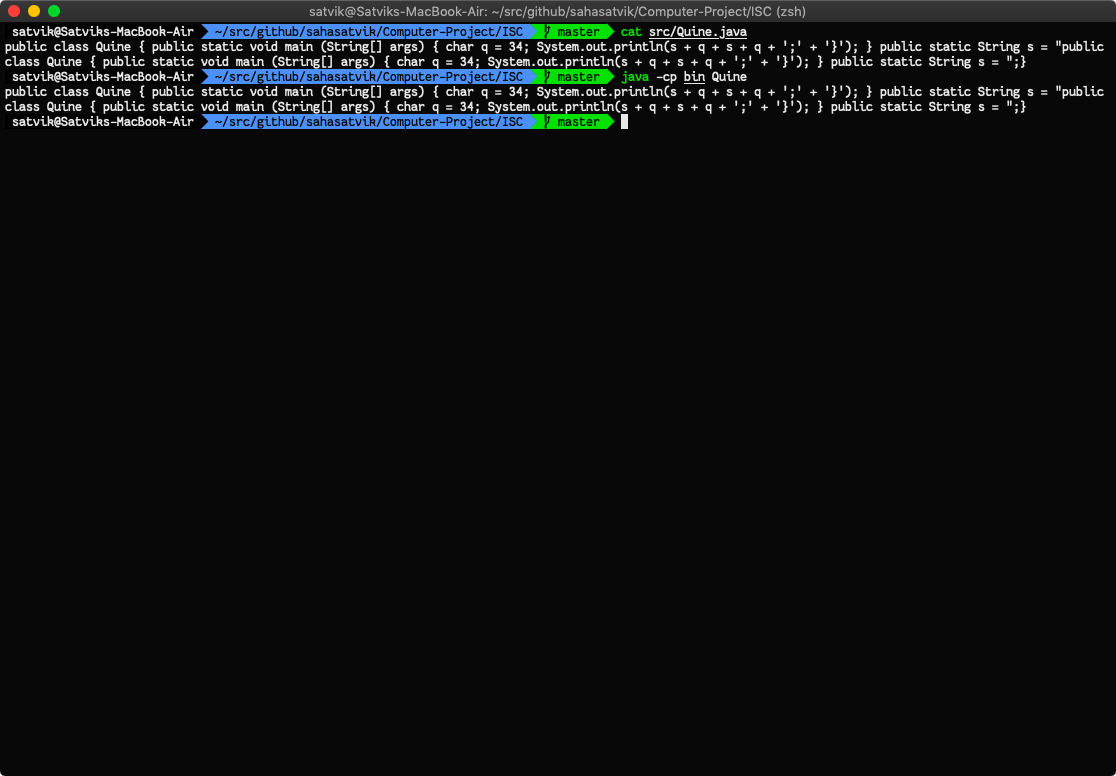 satvik@Satviks-MacBook-Air: ~/src/github/sahasatvik/Computer-Project/ISC (zsh)
satvik@Satviks-MacBook-Air ~/src/github/sahasatvik/Computer-Project/ISC master cat src/Quine.java
public class Quine { public static void main (String[] args) { char q = 34; System.out.println(s + q + s + q + ';' + '}'); } public static String s = "public
class Quine { public static void main (String[] args) { char q = 34; System.out.println(s + q + s + q + ';' + '}'); } public static String s = ";}
satvik@Satviks-MacBook-Air ~/src/github/sahasatvik/Computer-Project/ISC master java -cp bin Quine
public class Quine { public static void main (String[] args) { char q = 34; System.out.println(s + q + s + q + ';' + '}'); } public static String s = "public
class Quine { public static void main (String[] args) { char q = 34; System.out.println(s + q + s + q + ';' + '}'); } public static String s = ";}
satvik@Satviks-MacBook-Air ~/src/github/sahasatvik/Computer-Project/ISC master